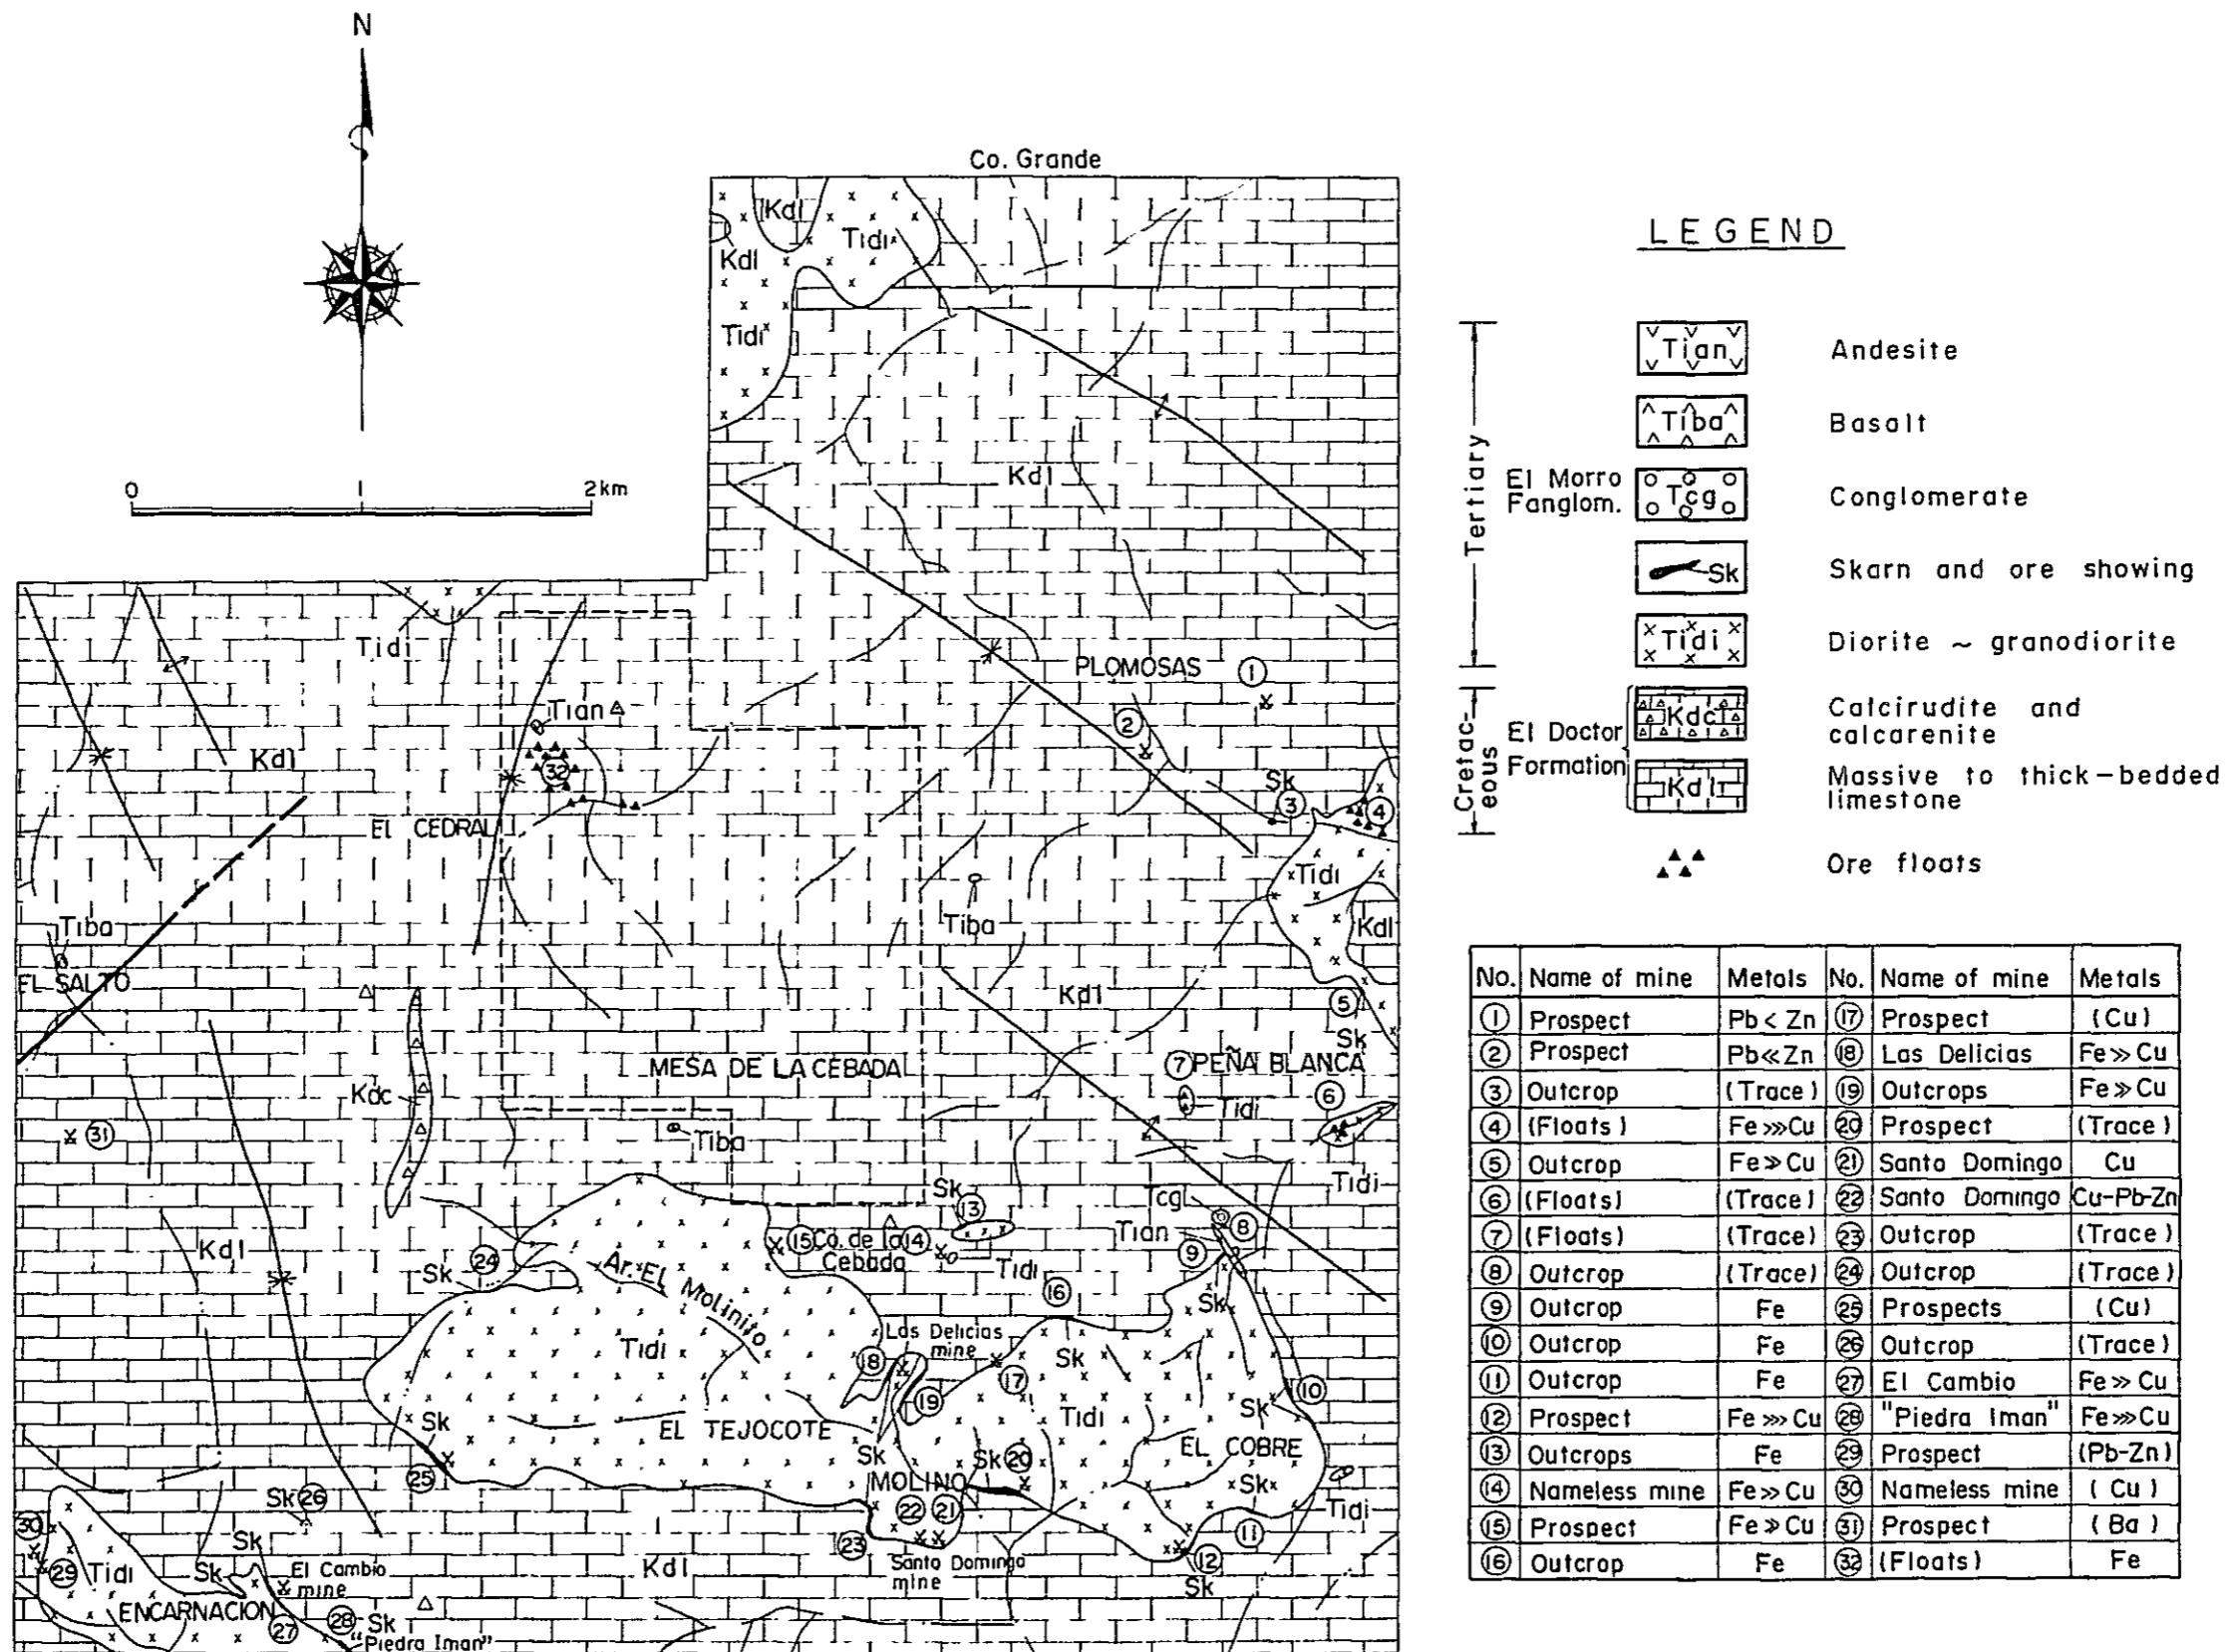 N
0 1 2km
Co. Grande
Kdl
Kdl
Tidi
Tidi
Kdl
Tidi
PLOMOSAS ①
②
Tian
Kdl
㉜
Sk
③ ④
El CEDRAL
Tidi
Tiba
Tiba
Kdl
EL SALTO
Kdl
⑤
Sk
MESA DE LA CEBADA
⑦ PEÑA BLANCA
Kdc
⑥
Tidi
㉛
Tiba
Tidi
Sk
⑬
Tcg
⑧
Tian
⑨
Kdl
⑮ Co. de la ⑭
Cebada
㉔
Sk
Ar. El Molinito
Tidi
⑯
Sk
Las Delicias
mine
Tidi
⑱
Sk
⑰
⑲
⑩
Sk
EL TEJOCOTE
Tidi
Sk
EL COBRE
Sk
Sk ⑳
㉕
MOLINO
Sk
Sk ㉖
㉒ ㉑
Tidi
㉚
㉓
⑪
Sk
Santo Domingo
mine
⑫
Sk
Kdl
㉙ Tidi
Sk
El Cambio
mine
ENCARNACION
㉗
㉘ Sk
"Piedra Iman"
LEGEND
Tertiary
Tian Andesite
Tiba Basalt
El Morro
Fanglom.
Tcg Conglomerate
Sk Skarn and ore showing
Tidi Diorite ~ granodiorite
Cretac-
eous
El Doctor
Formation
Kdc Calcirudite and
calcarenite
Kdl Massive to thick-bedded
limestone
Ore floats
No. Name of mine Metals No. Name of mine Metals
① Prospect Pb < Zn ⑰ Prospect (Cu)
② Prospect Pb≪Zn ⑱ Las Delicias Fe≫Cu
③ Outcrop (Trace) ⑲ Outcrops Fe≫Cu
④ (Floats) Fe⋙Cu ⑳ Prospect (Trace)
⑤ Outcrop Fe≫Cu ㉑ Santo Domingo Cu
⑥ (Floats) (Trace) ㉒ Santo Domingo Cu-Pb-Zn
⑦ (Floats) (Trace) ㉓ Outcrop (Trace)
⑧ Outcrop (Trace) ㉔ Outcrop (Trace)
⑨ Outcrop Fe ㉕ Prospects (Cu)
⑩ Outcrop Fe ㉖ Outcrop (Trace)
⑪ Outcrop Fe ㉗ El Cambio Fe≫Cu
⑫ Prospect Fe⋙Cu ㉘ "Piedra Iman" Fe≫Cu
⑬ Outcrops Fe ㉙ Prospect (Pb-Zn)
⑭ Nameless mine Fe≫Cu ㉚ Nameless mine (Cu)
⑮ Prospect Fe≫Cu ㉛ Prospect (Ba)
⑯ Outcrop Fe ㉜ (Floats) Fe